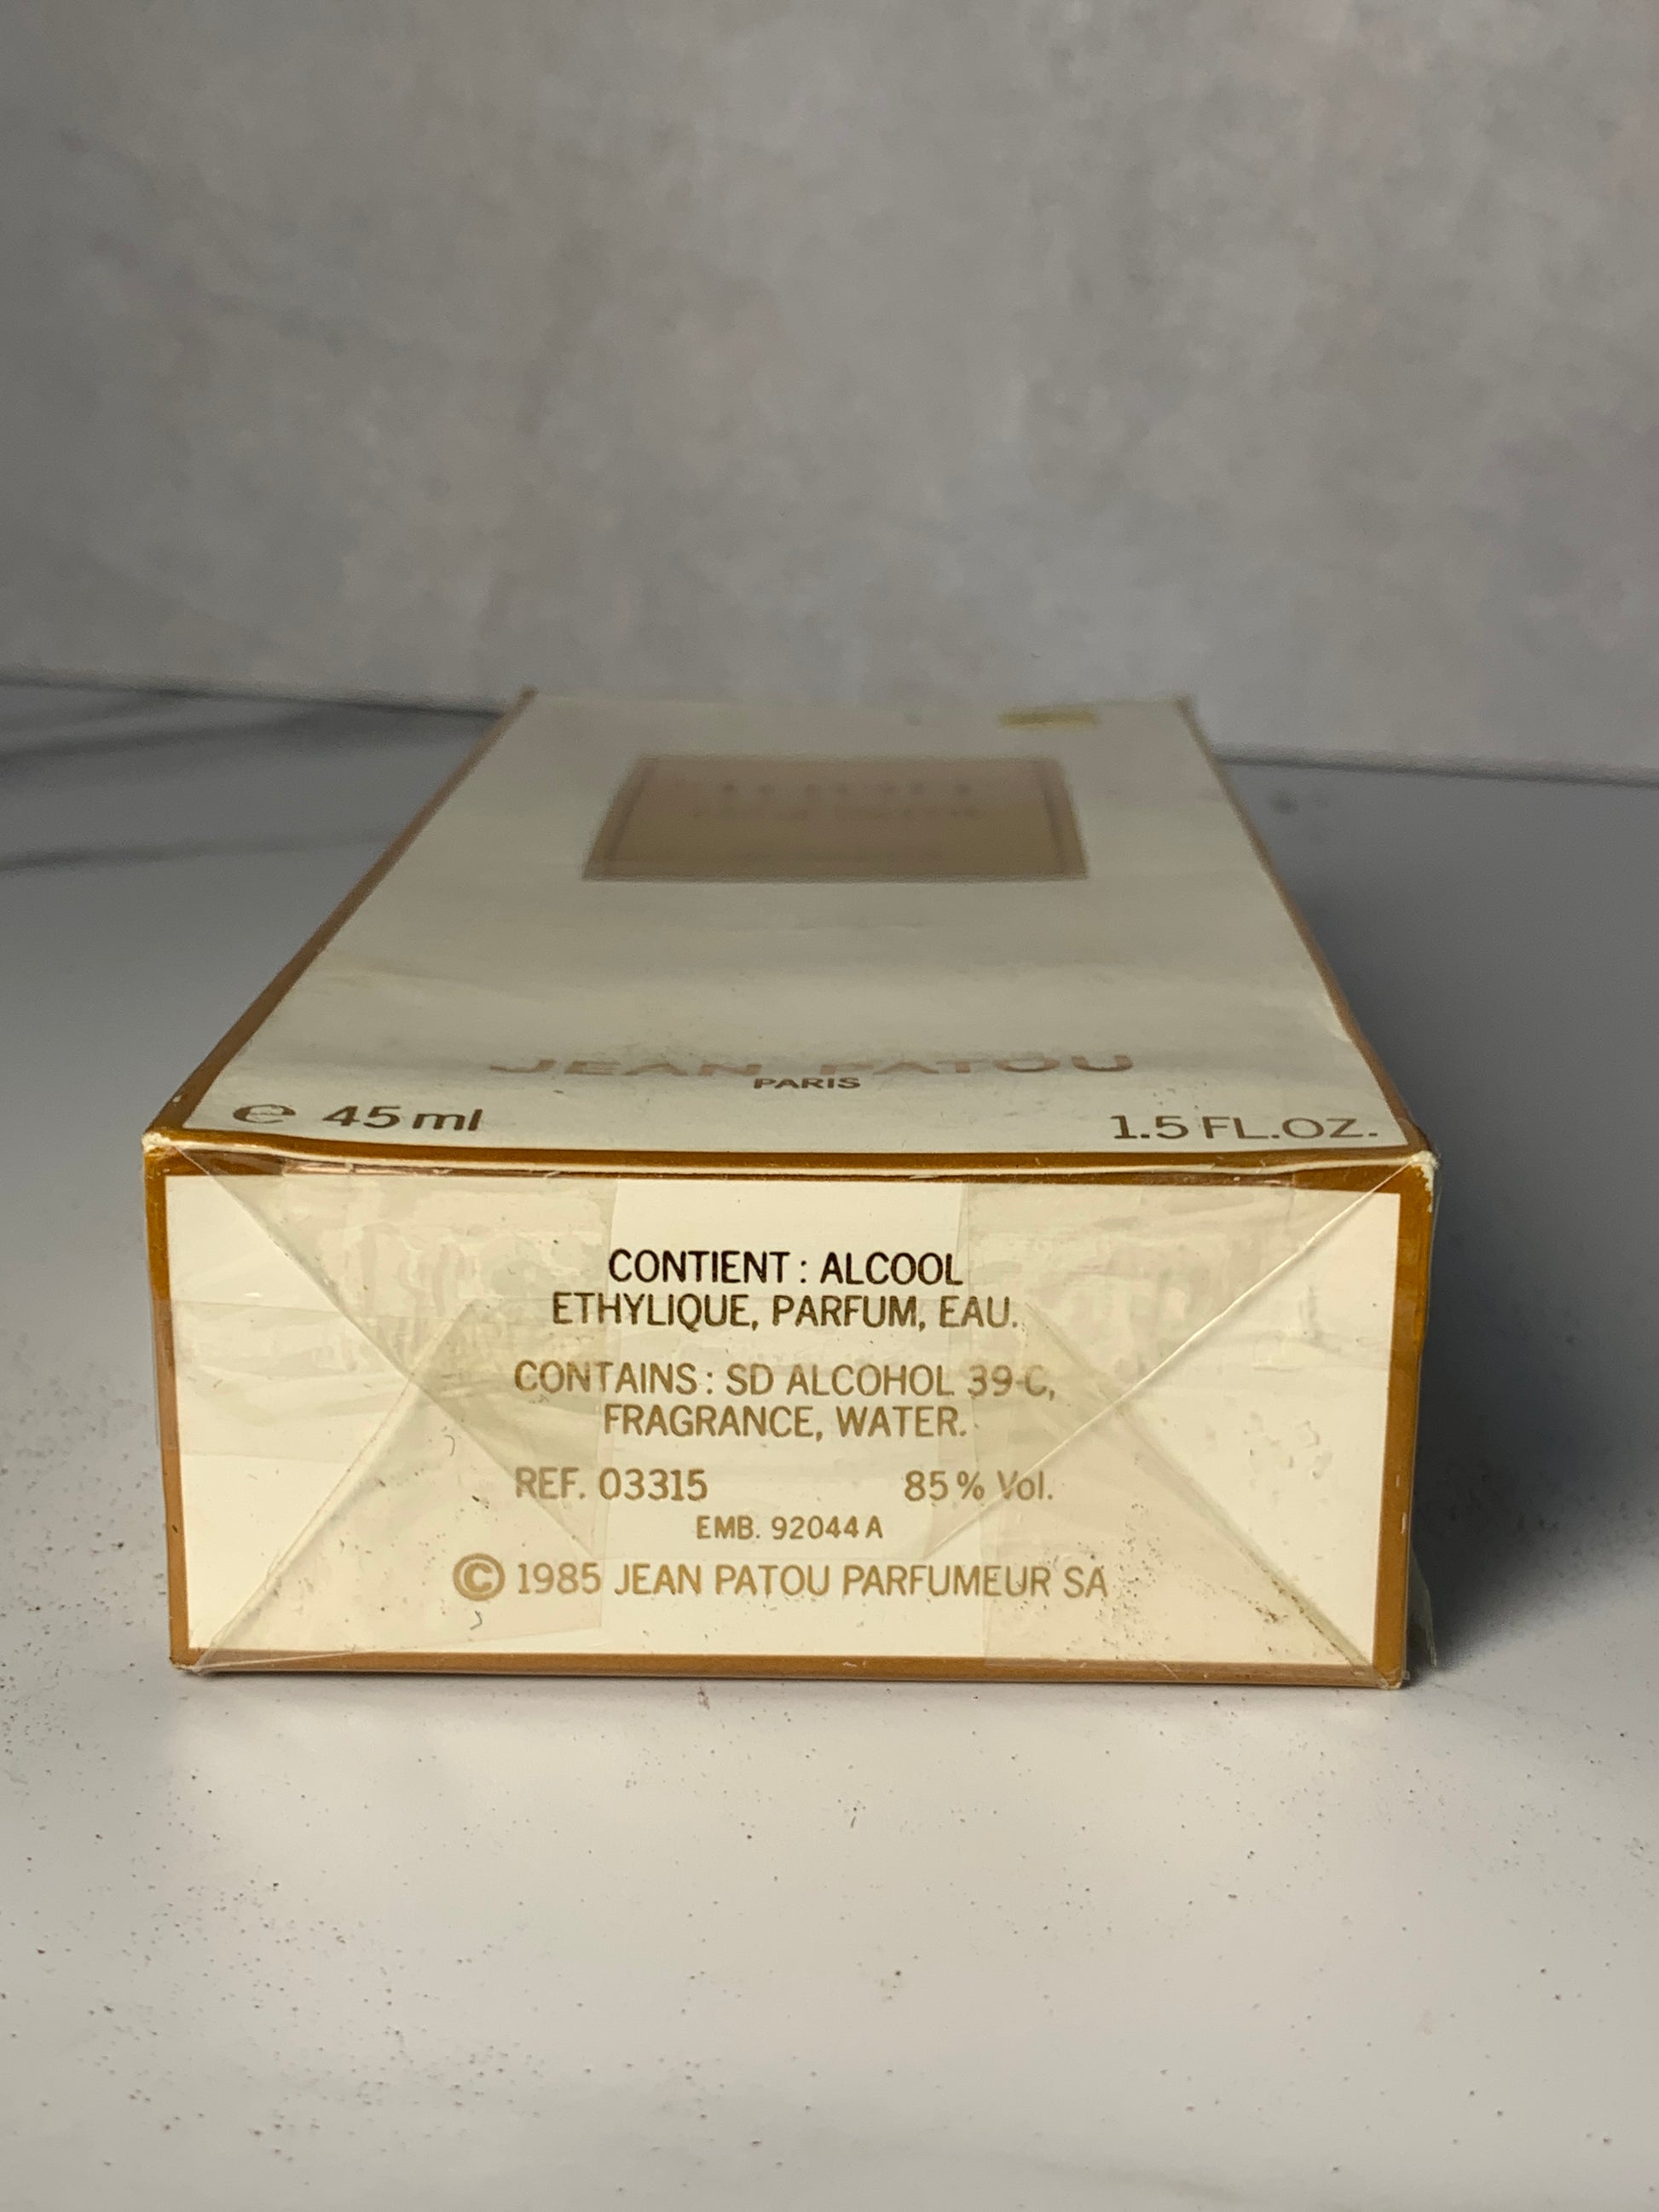 JEAN PATOU
PARIS
e 45 ml 1.5 FL.OZ.
CONTIENT : ALCOOL
ETHYLIQUE, PARFUM, EAU.
CONTAINS : SD ALCOHOL 39-C,
FRAGRANCE, WATER.
REF. 03315 85 % Vol.
EMB. 92044 A
© 1985 JEAN PATOU PARFUMEUR SA